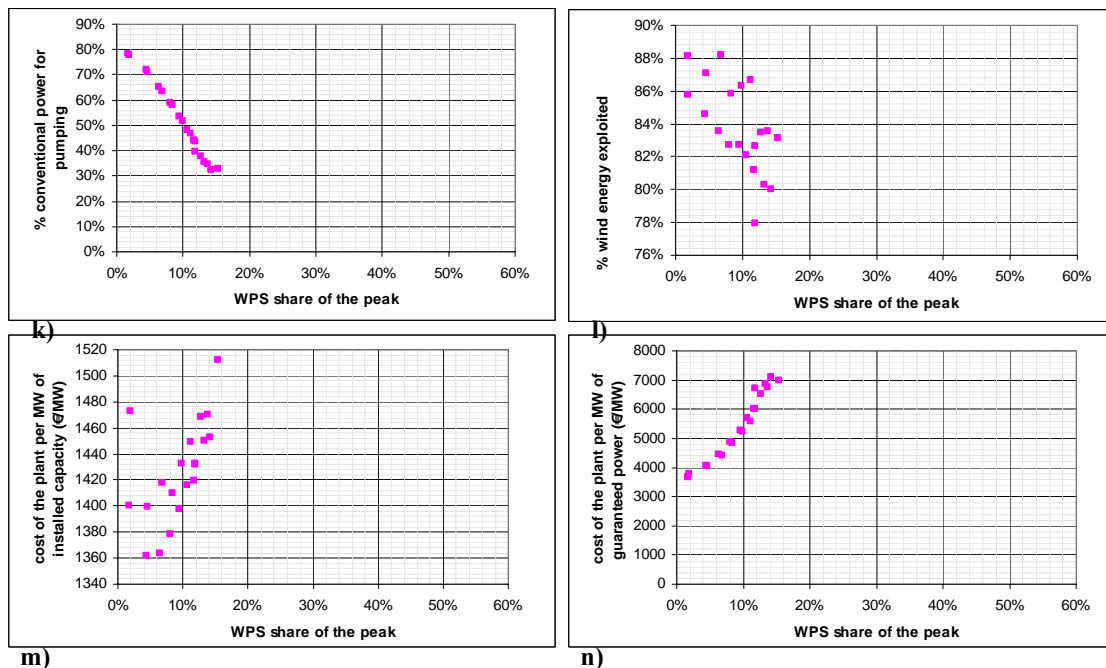 90%
80%
70%
60%
50%
40%
30%
20%
10%
0%
% conventional power for
pumping
0% 10% 20% 30% 40% 50% 60%
WPS share of the peak
k)
90%
88%
86%
84%
82%
80%
78%
76%
% wind energy exploited
0% 10% 20% 30% 40% 50% 60%
WPS share of the peak
l)
1520
1500
1480
1460
1440
1420
1400
1380
1360
1340
cost of the plant per MW of
installed capacity (€/MW)
0% 10% 20% 30% 40% 50% 60%
WPS share of the peak
m)
8000
7000
6000
5000
4000
3000
2000
1000
0
cost of the plant per MW of
guaranteed power (€/MW)
0% 10% 20% 30% 40% 50% 60%
WPS share of the peak
n)